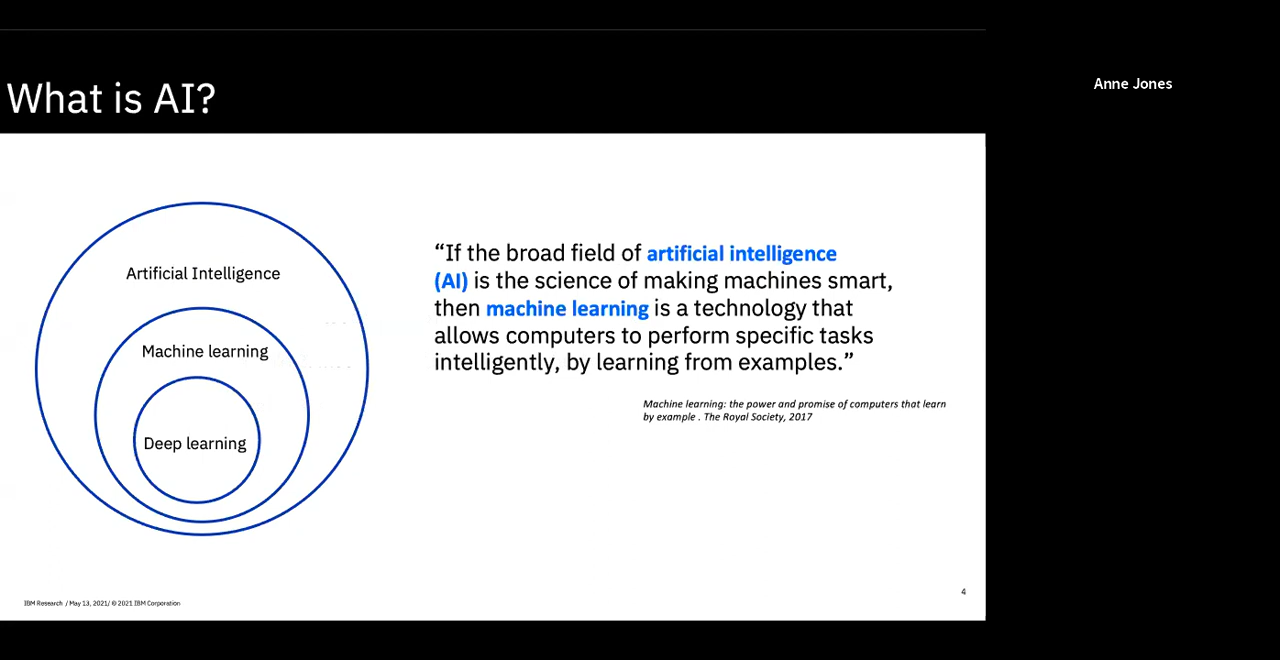 What is AI?
Anne Jones
Artificial Intelligence
Machine learning
Deep learning
“If the broad field of artificial intelligence
(AI) is the science of making machines smart,
then machine learning is a technology that
allows computers to perform specific tasks
intelligently, by learning from examples.”
Machine learning: the power and promise of computers that learn
by example . The Royal Society, 2017
IBM Research / May 13, 2021/ © 2021 IBM Corporation
4